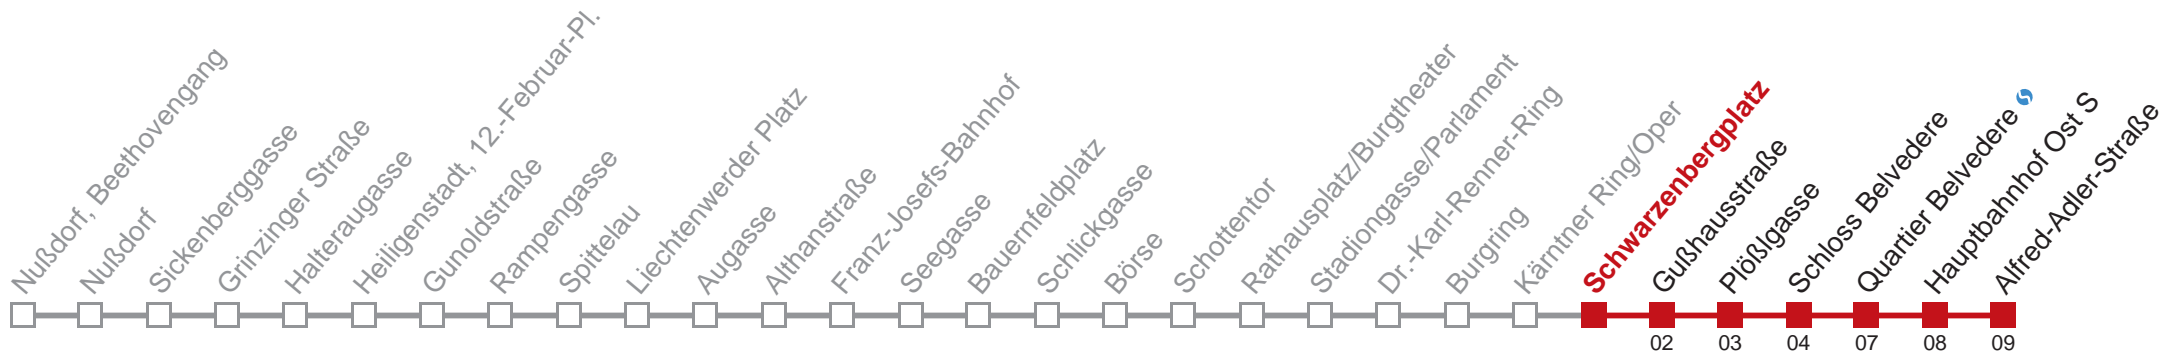 Nußdorf, Beethovengang
Nußdorf
Sickenberggasse
Grinzinger Straße
Halteraugasse
Heiligenstadt, 12.-Februar-Pl.
Gunoldstraße
Rampengasse
Spittelau
Liechtenwerder Platz
Augasse
Althanstraße
Franz-Josefs-Bahnhof
Seegasse
Bauernfeldplatz
Schlickgasse
Börse
Schottentor
Rathausplatz/Burgtheater
Stadiongasse/Parlament
Dr.-Karl-Renner-Ring
Burgring
Kärntner Ring/Oper
Schwarzenbergplatz
Gußhausstraße
Plößlgasse
Schloss Belvedere
Quartier Belvedere
Hauptbahnhof Ost S
Alfred-Adler-Straße
02 03 04 07 08 09